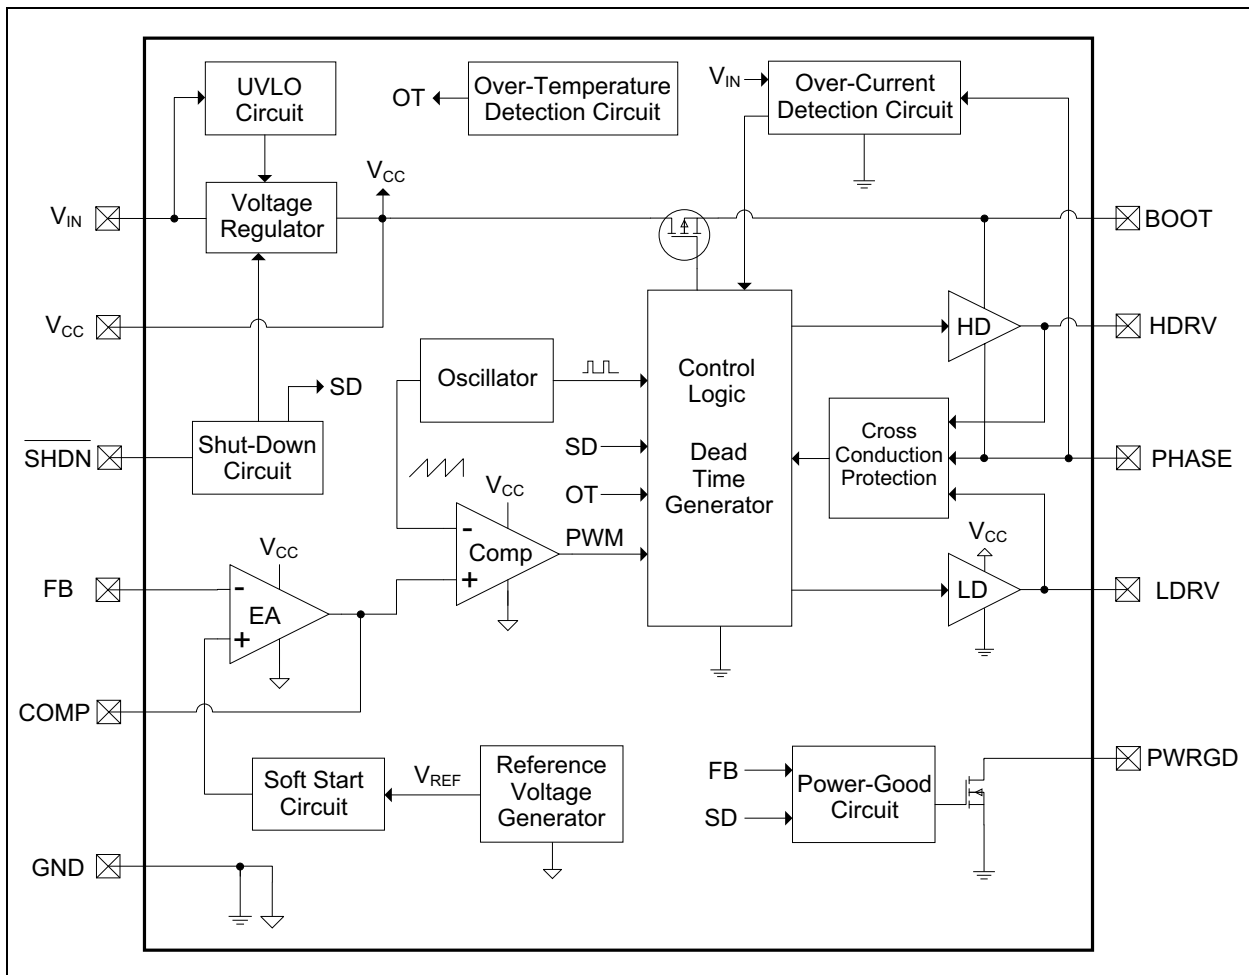 UVLO
Circuit
OT
Over-Temperature
Detection Circuit
VIN
Over-Current
Detection Circuit
VCC
VIN
Voltage
Regulator
BOOT
VCC
HD
HDRV
Oscillator
Control
Logic
SD
SHDN
Shut-Down
Circuit
SD
Dead
Time
Generator
Cross
Conduction
Protection
PHASE
VCC
OT
-
Comp
+
PWM
VCC
FB
-
EA
+
VCC
LD
LDRV
COMP
Soft Start
Circuit
VREF
Reference
Voltage
Generator
FB
SD
Power-Good
Circuit
PWRGD
GND